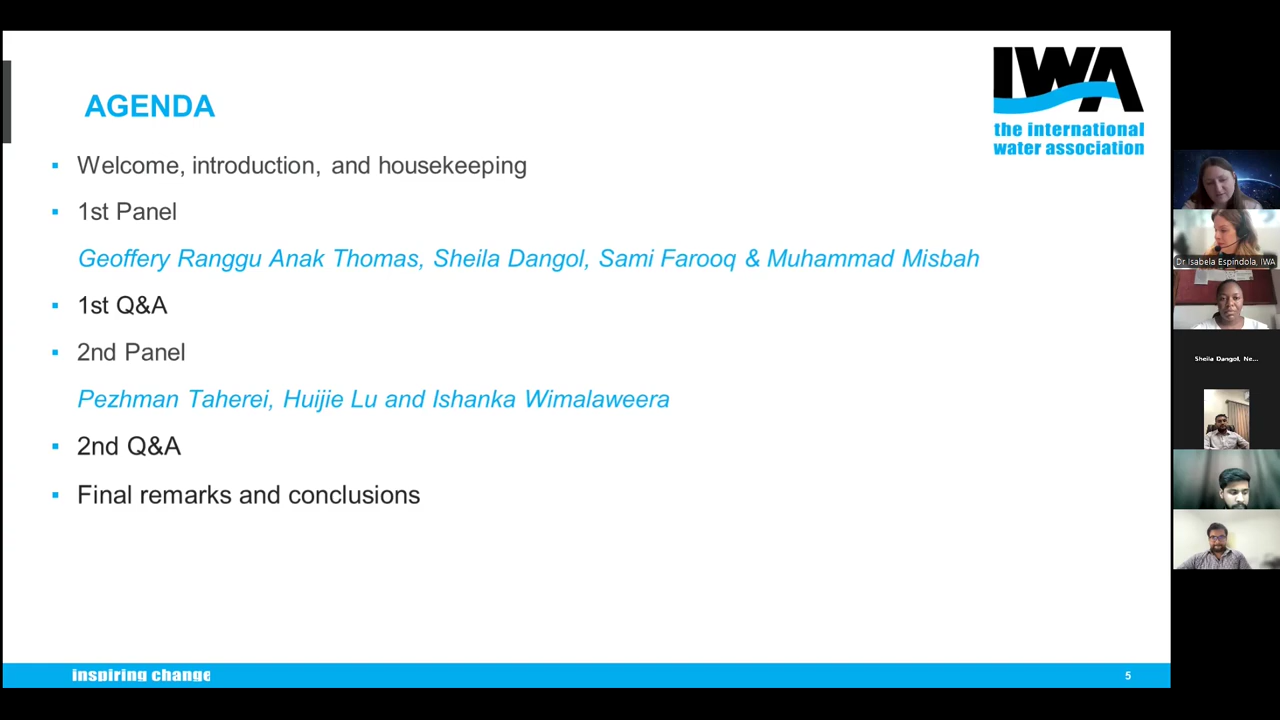 AGENDA
IWA
the international
water association
▪ Welcome, introduction, and housekeeping
▪ 1st Panel
Geoffery Ranggu Anak Thomas, Sheila Dangol, Sami Farooq & Muhammad Misbah
▪ 1st Q&A
▪ 2nd Panel
Pezhman Taherei, Huijie Lu and Ishanka Wimalaweera
▪ 2nd Q&A
▪ Final remarks and conclusions
inspiring change
5
Dr Isabela Espindola, IWA
Sheila Dangol, Ne...